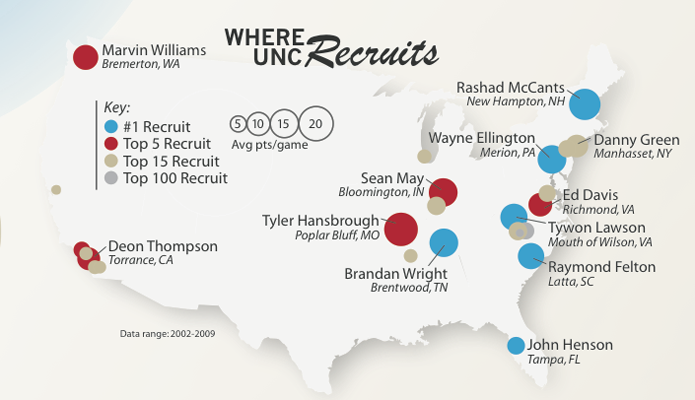 WHERE
UNC Recruits
Marvin Williams
Bremerton, WA
Key:
#1 Recruit
Top 5 Recruit
Top 15 Recruit
Top 100 Recruit
5 10 15 20
Avg pts/game
Rashad McCants
New Hampton, NH
Wayne Ellington
Merion, PA
Danny Green
Manhasset, NY
Sean May
Bloomington, IN
Ed Davis
Richmond, VA
Tyler Hansbrough
Poplar Bluff, MO
Tywon Lawson
Mouth of Wilson, VA
Deon Thompson
Torrance, CA
Brandan Wright
Brentwood, TN
Raymond Felton
Latta, SC
Data range: 2002-2009
John Henson
Tampa, FL